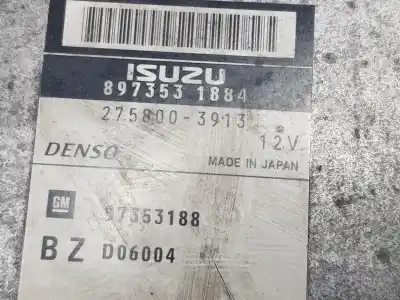 ISUZU
897353 1884
275800-3913
12V
DENSO MADE IN JAPAN
GM 97353188
BZ D06004